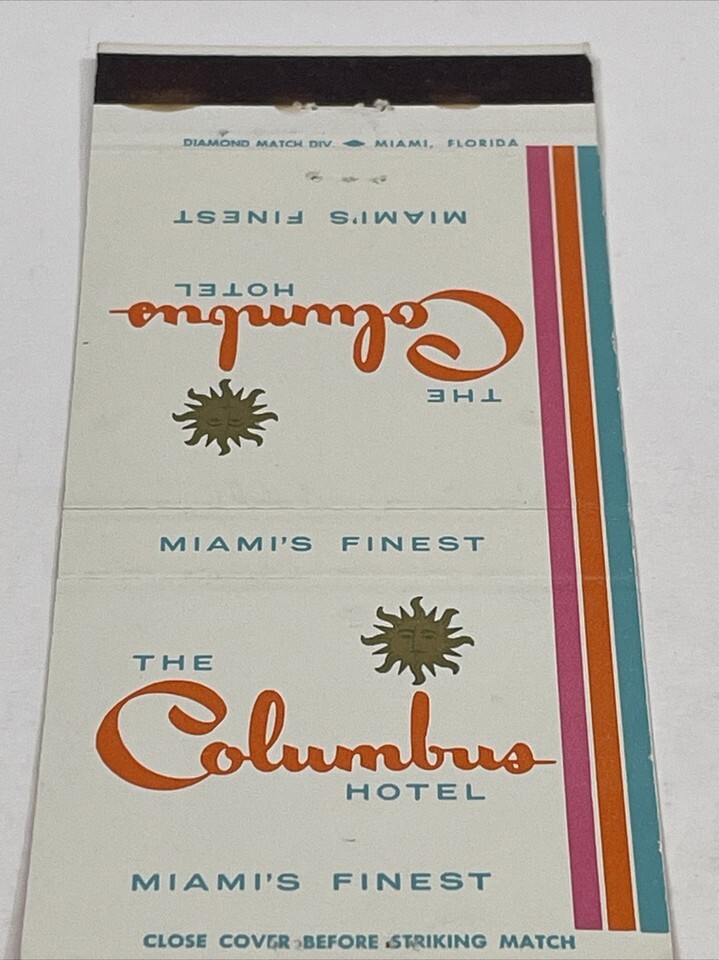 DIAMOND MATCH DIV. MIAMI, FLORIDA
MIAMI'S FINEST
HOTEL
Columbus
THE
MIAMI'S FINEST
THE
Columbus
HOTEL
MIAMI'S FINEST
CLOSE COVER BEFORE STRIKING MATCH